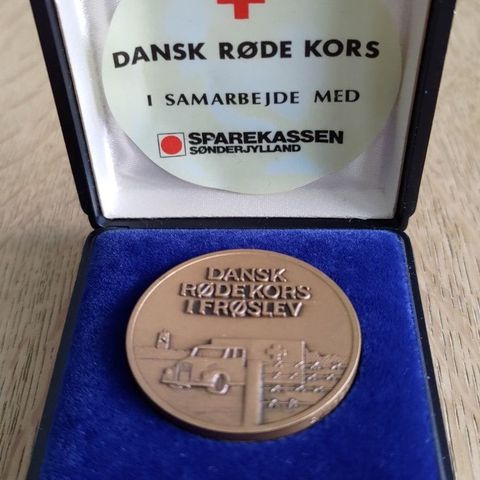 DANSK RØDE KORS
I SAMARBEJDE MED
SPAREKASSEN
SØNDERJYLLAND
DANSK
RØDE KORS
I FRØSLEV